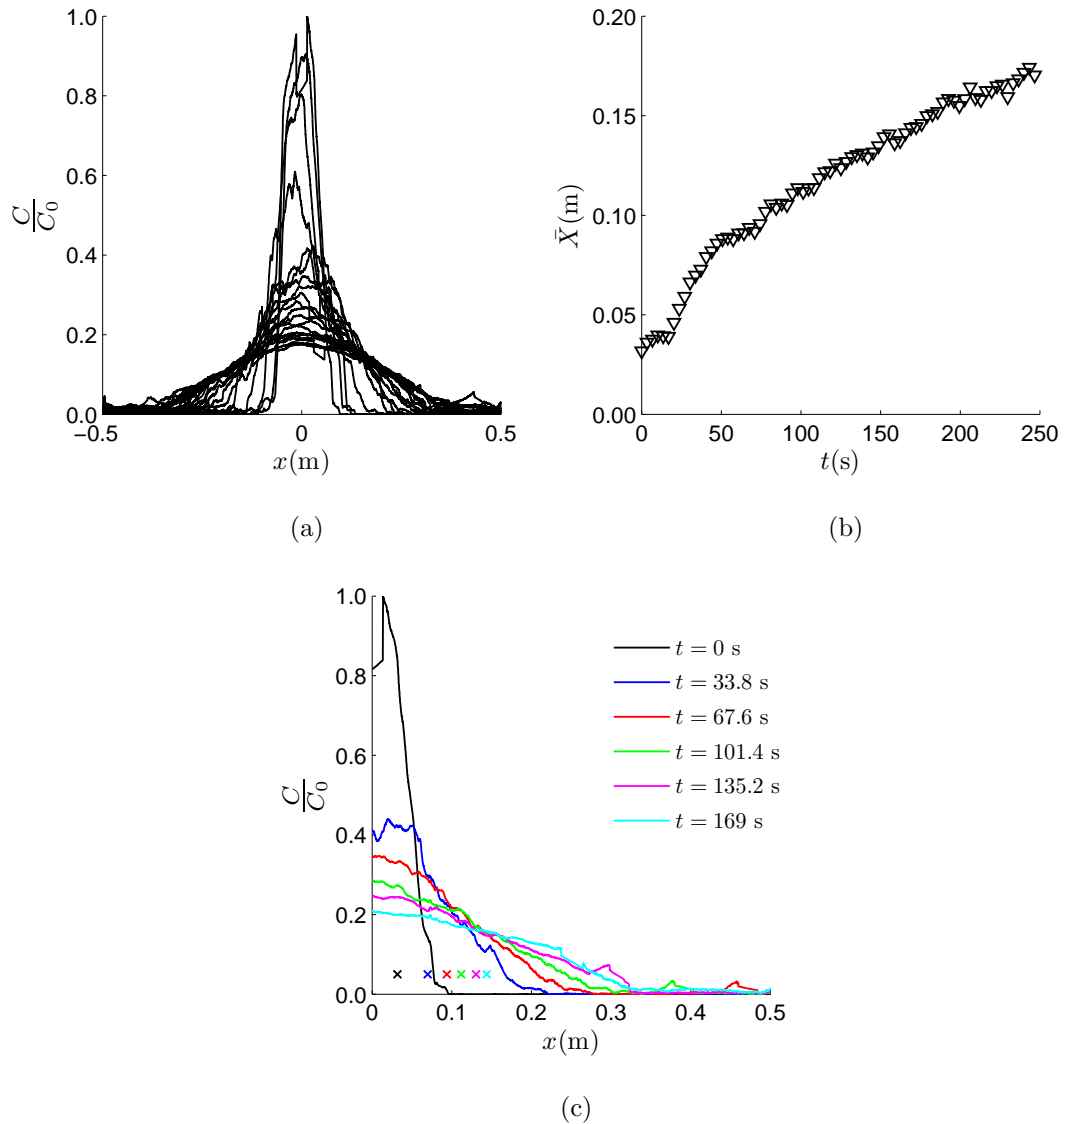 1.0
0.8
0.6
0.4
0.2
0.0
C
C₀
−0.5
0
0.5
x(m)
(a)
0.20
0.15
0.10
0.05
0.00
X̄(m)
0
50
100
150
200
250
t(s)
(b)
1.0
0.8
0.6
0.4
0.2
0.0
C
C₀
0
0.1
0.2
0.3
0.4
0.5
x(m)
t = 0 s
t = 33.8 s
t = 67.6 s
t = 101.4 s
t = 135.2 s
t = 169 s
(c)